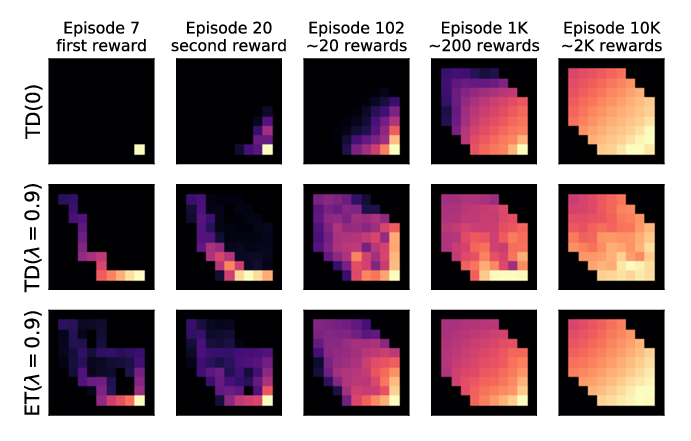 Episode 7
first reward
Episode 20
second reward
Episode 102
~20 rewards
Episode 1K
~200 rewards
Episode 10K
~2K rewards
TD(0)
TD(λ = 0.9)
ET(λ = 0.9)